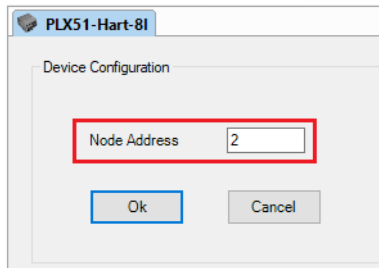 PLX51-Hart-8I
Device Configuration
Node Address 2
Ok Cancel